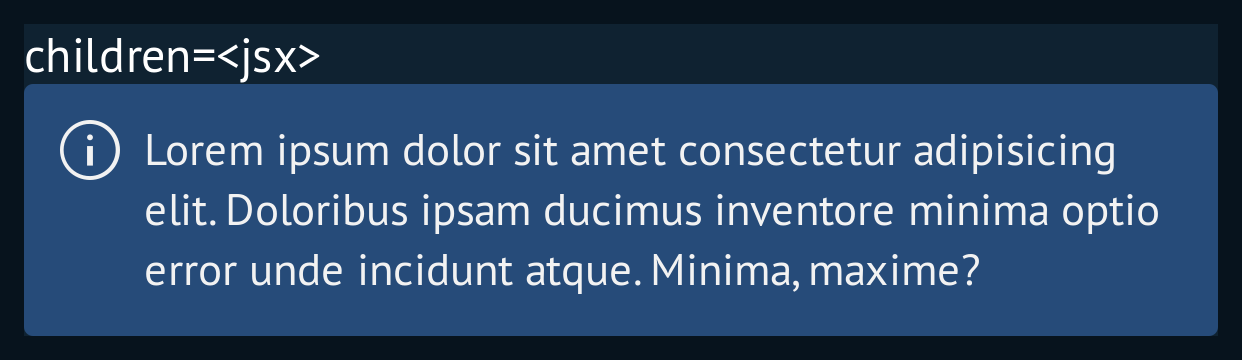 children=<jsx>
Lorem ipsum dolor sit amet consectetur adipisicing
elit. Doloribus ipsam ducimus inventore minima optio
error unde incidunt atque. Minima, maxime?